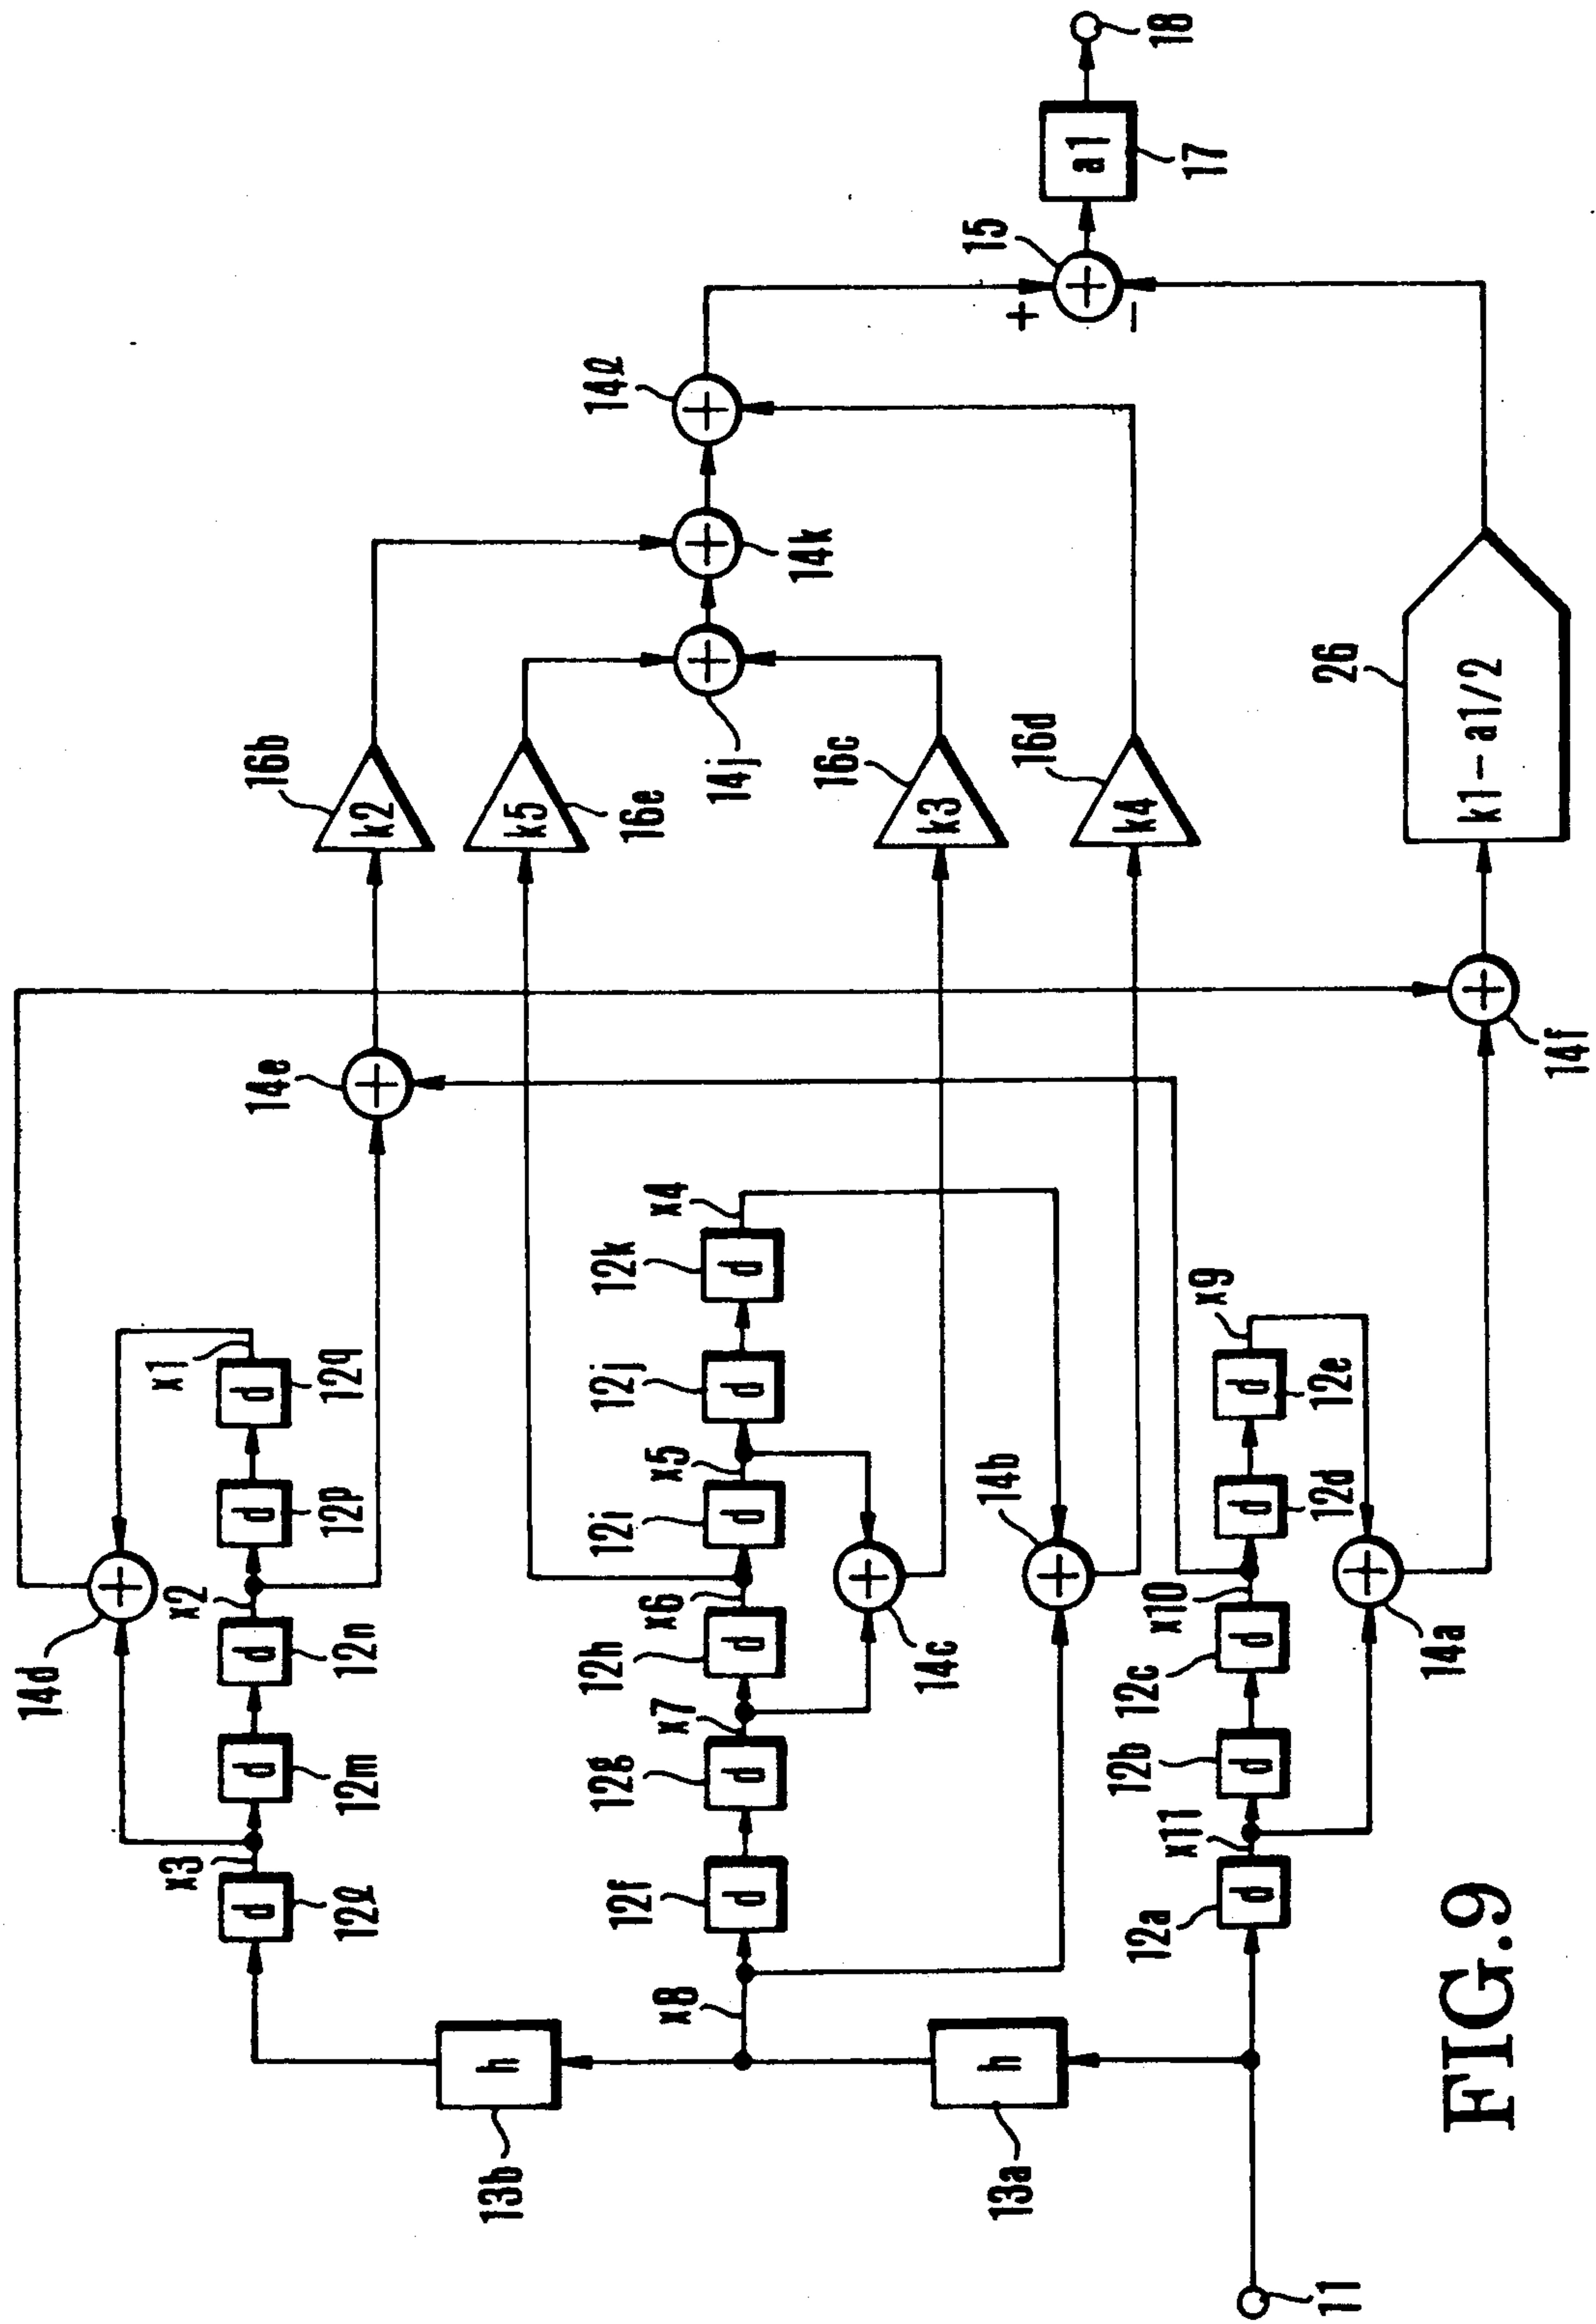 14d
x3
x2
x1
d
d
d
d
d
12ℓ
12m
12n
12p
12q
14e
16b
k2
k5
16e
14j
14k
14ℓ
15
+
−
a1
17
18
13b
h
x8
12f
12g
x7
12h
x6
12i
x5
12j
12k
x4
d
d
d
d
d
d
14c
14b
16c
k3
16d
k4
13a
h
12a
x11
12b
12c
x10
x9
d
d
d
d
d
12d
12e
14a
14f
26
k1−a1/2
11
FIG.9